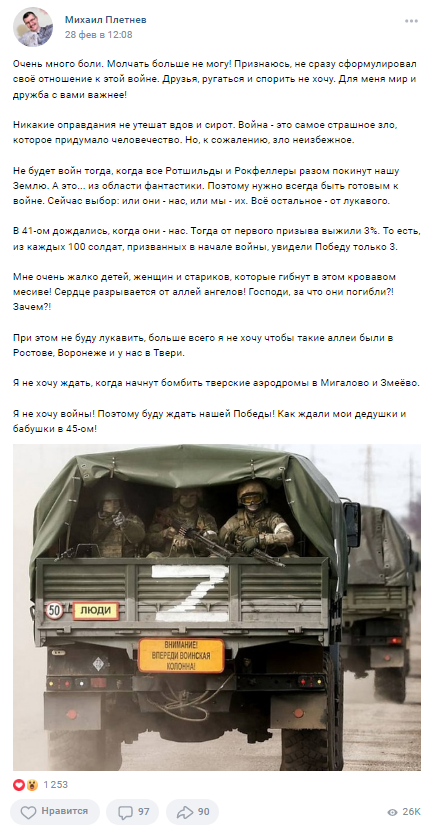 Михаил Плетнев
28 фев в 12:08
Очень много боли. Молчать больше не могу! Признаюсь, не сразу сформулировал
своё отношение к этой войне. Друзья, ругаться и спорить не хочу. Для меня мир и
дружба с вами важнее!
Никакие оправдания не утешат вдов и сирот. Война - это самое страшное зло,
которое придумало человечество. Но, к сожалению, зло неизбежное.
Не будет войн тогда, когда все Ротшильды и Рокфеллеры разом покинут нашу
Землю. А это... из области фантастики. Поэтому нужно всегда быть готовым к
войне. Сейчас выбор: или они - нас, или мы - их. Всё остальное - от лукавого.
В 41-ом дождались, когда они - нас. Тогда от первого призыва выжили 3%. То есть,
из каждых 100 солдат, призванных в начале войны, увидели Победу только 3.
Мне очень жалко детей, женщин и стариков, которые гибнут в этом кровавом
месиве! Сердце разрывается от аллей ангелов! Господи, за что они погибли?!
Зачем?!
При этом не буду лукавить, больше всего я не хочу чтобы такие аллеи были в
Ростове, Воронеже и у нас в Твери.
Я не хочу ждать, когда начнут бомбить тверские аэродромы в Мигалово и Змеёво.
Я не хочу войны! Поэтому буду ждать нашей Победы! Как ждали мои дедушки и
бабушки в 45-ом!
50
ЛЮДИ
Z
ВНИМАНИЕ!
ВПЕРЕДИ ВОИНСКАЯ
КОЛОННА!
1 253
Нравится
97
90
26K